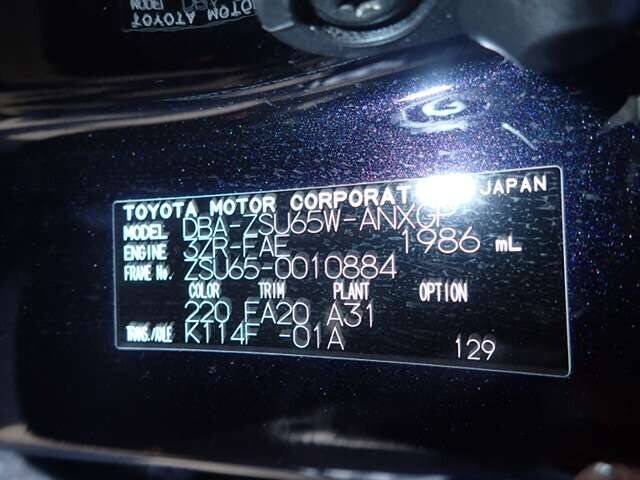 TOYOTA MOTOR CORPORATION JAPAN
MODEL DBA-ZSU65W-ANXGP
ENGINE 3ZR-FAE 1986 mL
FRAME No. ZSU65-0010884
COLOR TRIM PLANT OPTION
220 FA20 A31
TRANS./AXLE K114F -01A
129